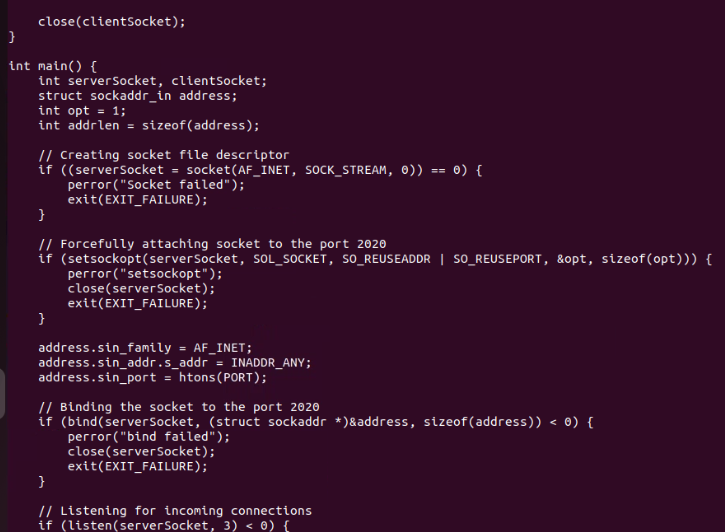 close(clientSocket);
}

int main() {
    int serverSocket, clientSocket;
    struct sockaddr_in address;
    int opt = 1;
    int addrlen = sizeof(address);

    // Creating socket file descriptor
    if ((serverSocket = socket(AF_INET, SOCK_STREAM, 0)) == 0) {
        perror("Socket failed");
        exit(EXIT_FAILURE);
    }

    // Forcefully attaching socket to the port 2020
    if (setsockopt(serverSocket, SOL_SOCKET, SO_REUSEADDR | SO_REUSEPORT, &opt, sizeof(opt))) {
        perror("setsockopt");
        close(serverSocket);
        exit(EXIT_FAILURE);
    }

    address.sin_family = AF_INET;
    address.sin_addr.s_addr = INADDR_ANY;
    address.sin_port = htons(PORT);

    // Binding the socket to the port 2020
    if (bind(serverSocket, (struct sockaddr *)&address, sizeof(address)) < 0) {
        perror("bind failed");
        close(serverSocket);
        exit(EXIT_FAILURE);
    }

    // Listening for incoming connections
    if (listen(serverSocket, 3) < 0) {